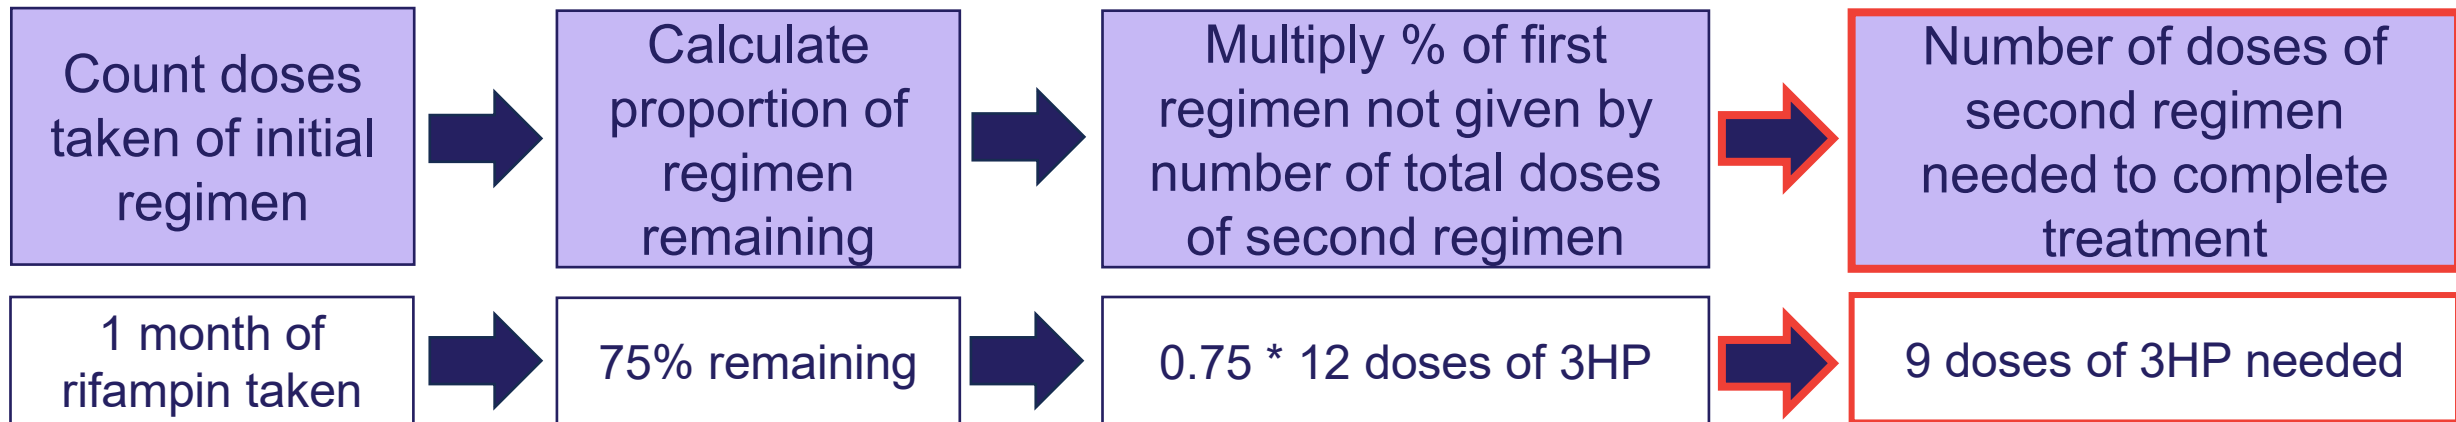 Count doses
taken of initial
regimen
Calculate
proportion of
regimen
remaining
Multiply % of first
regimen not given by
number of total doses
of second regimen
Number of doses of
second regimen
needed to complete
treatment
1 month of
rifampin taken
75% remaining
0.75 * 12 doses of 3HP
9 doses of 3HP needed